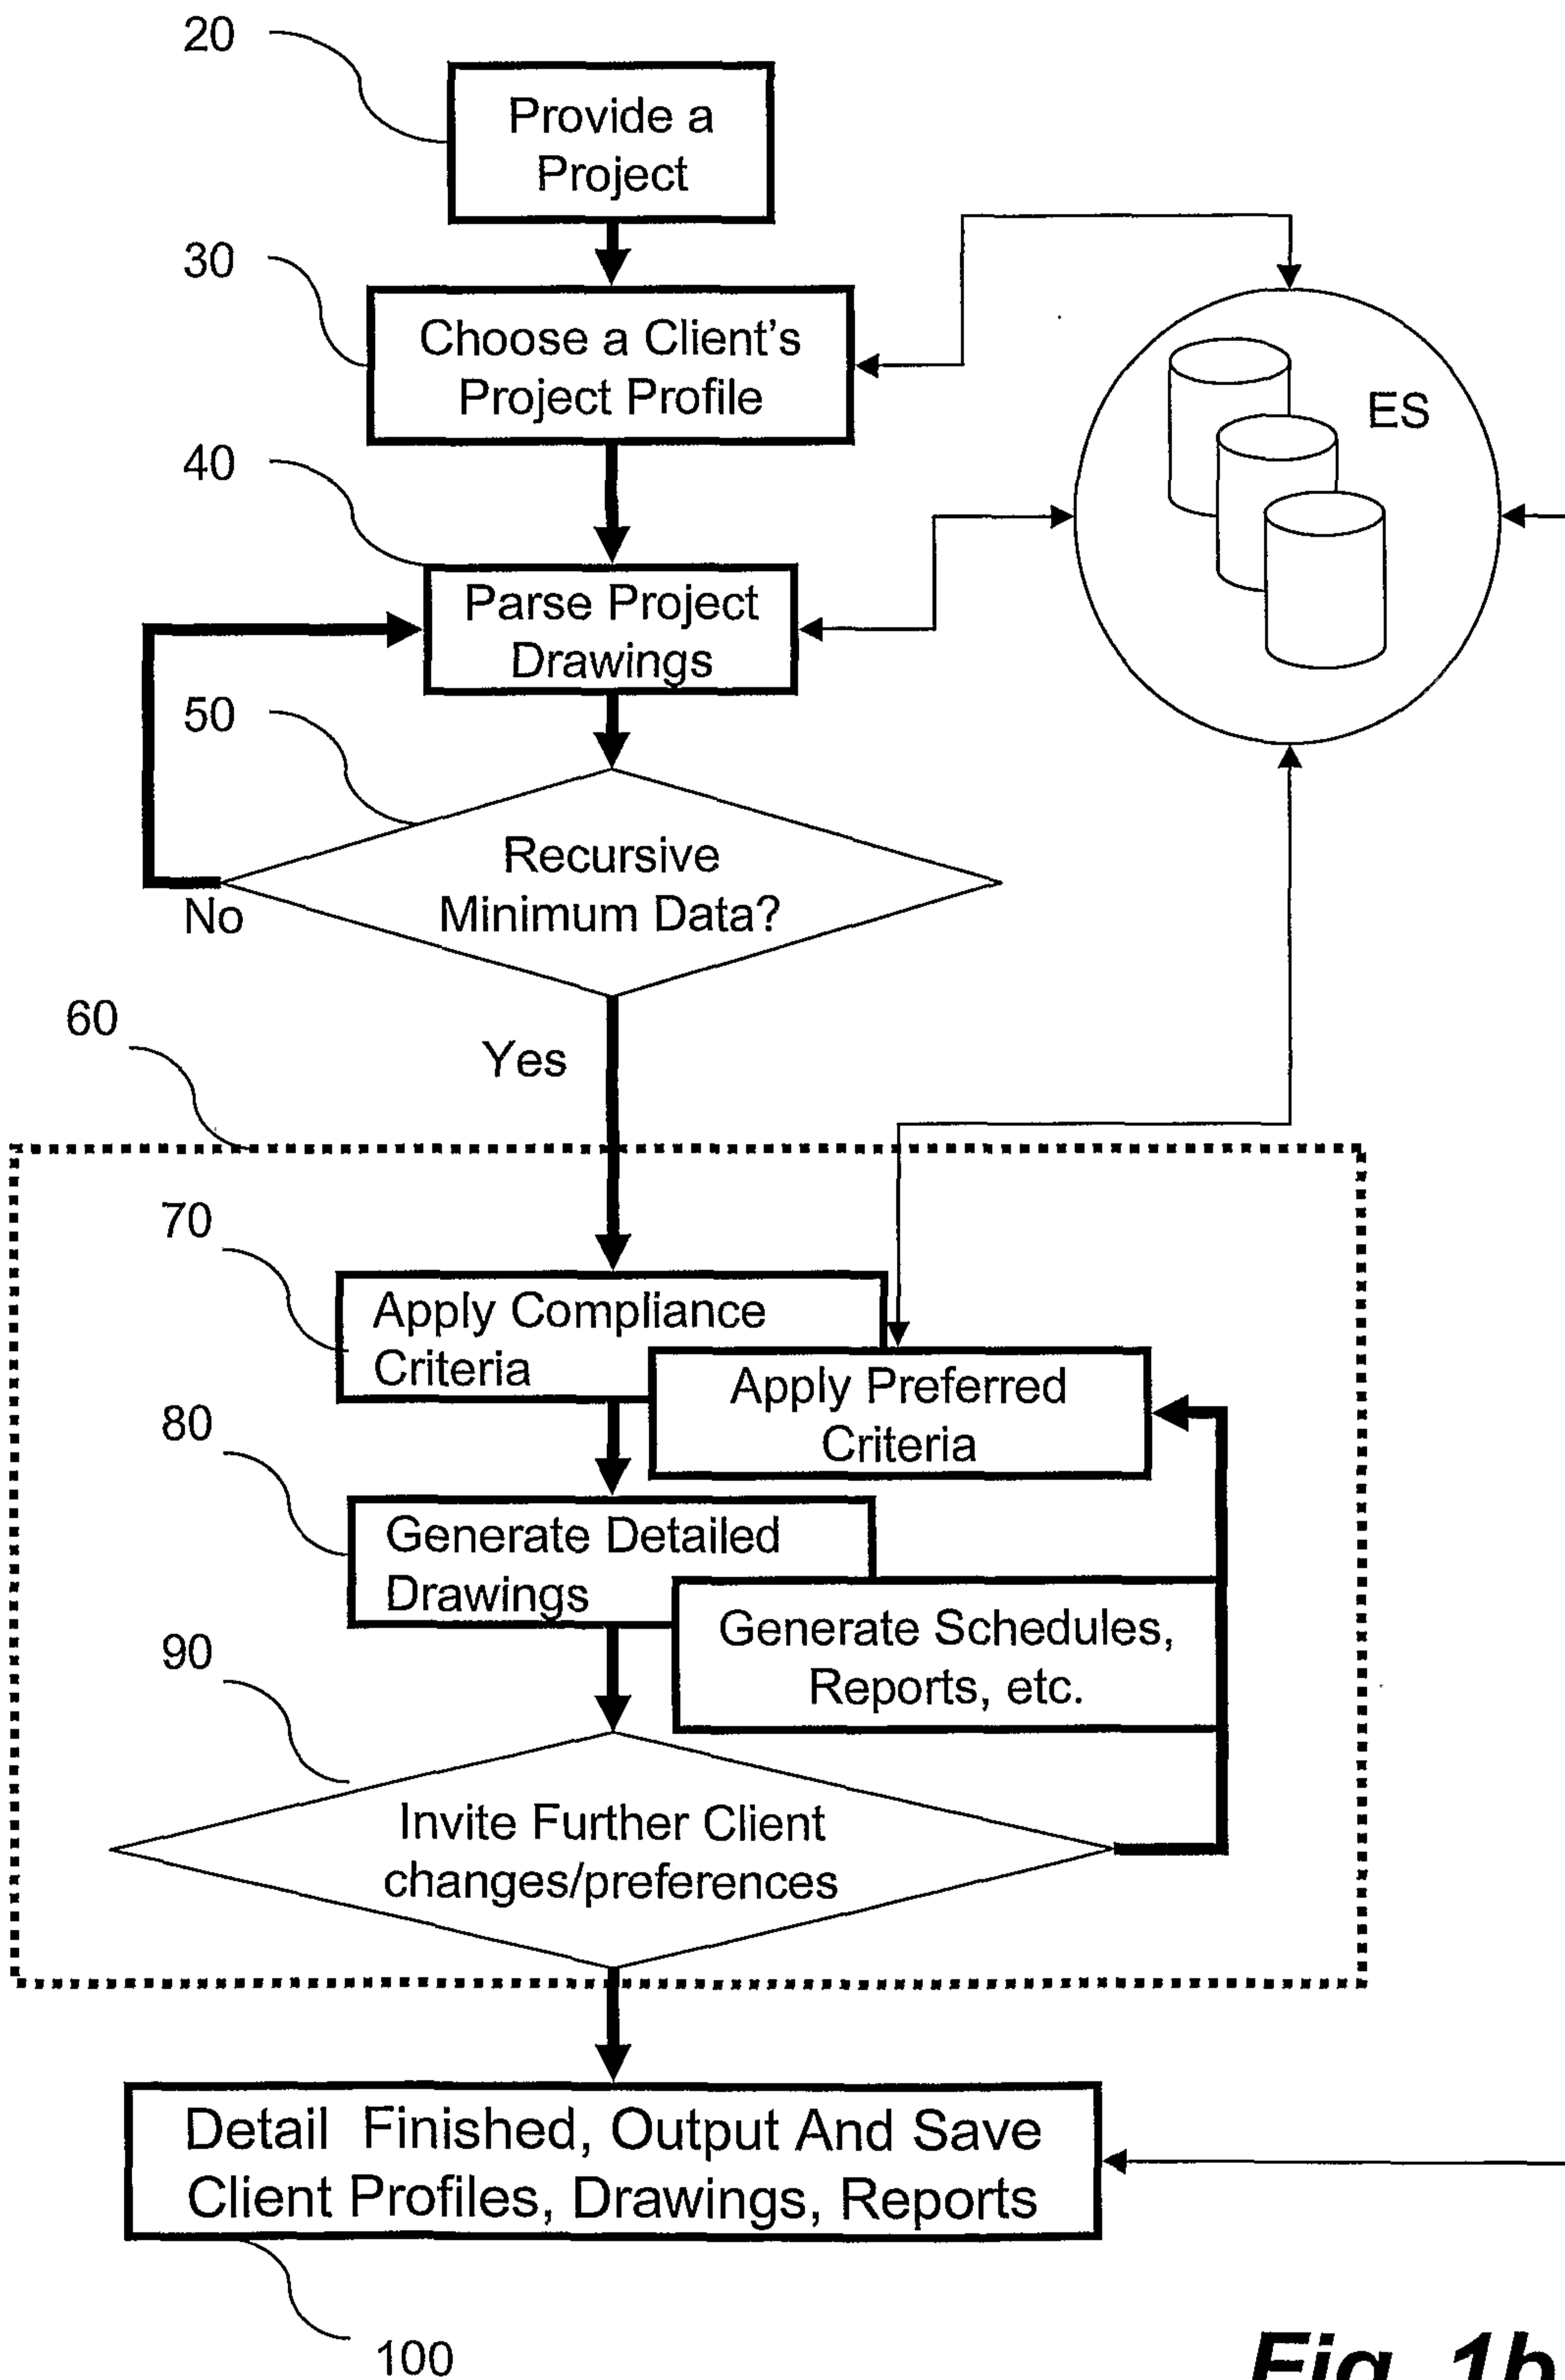 20
Provide a
Project
30
Choose a Client's
Project Profile
ES
40
Parse Project
Drawings
50
Recursive
Minimum Data?
No
60
Yes
70
Apply Compliance
Criteria
Apply Preferred
Criteria
80
Generate Detailed
Drawings
Generate Schedules,
Reports, etc.
90
Invite Further Client
changes/preferences
Detail Finished, Output And Save
Client Profiles, Drawings, Reports
100
Fig. 1b